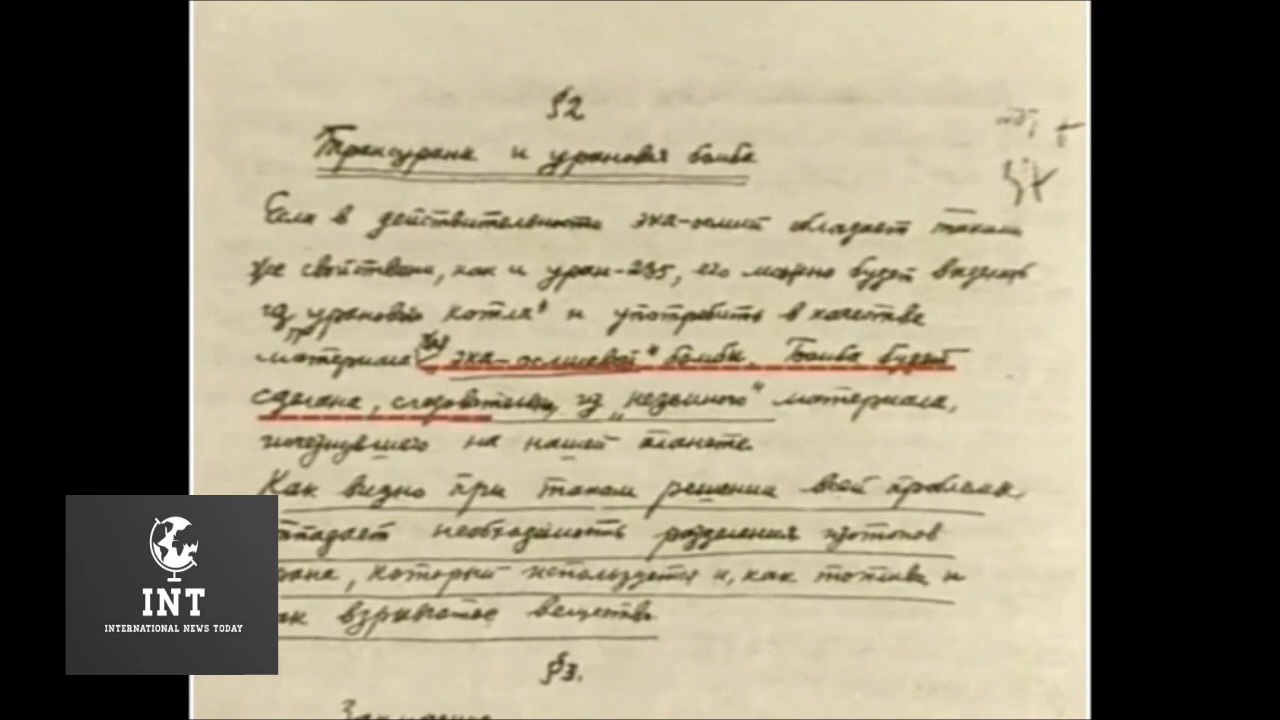 §2
Трансураны и урановая бомба
Если в действительности эка-осмий обладает такими
же свойствами, как и уран-235, его можно будет выделить
из „уранового котла" и употребить в качестве
материала для „эка-осмиевой" бомбы. Бомба будет
сделана, следовательно, из „неземного" материала,
исчезнувшего на нашей планете.
Как видно при таком решении всей проблемы
отпадает необходимость разделения изотопов
урана, который используется и, как топливо и
как взрывчатое вещество.
§3.
INT
INTERNATIONAL NEWS TODAY